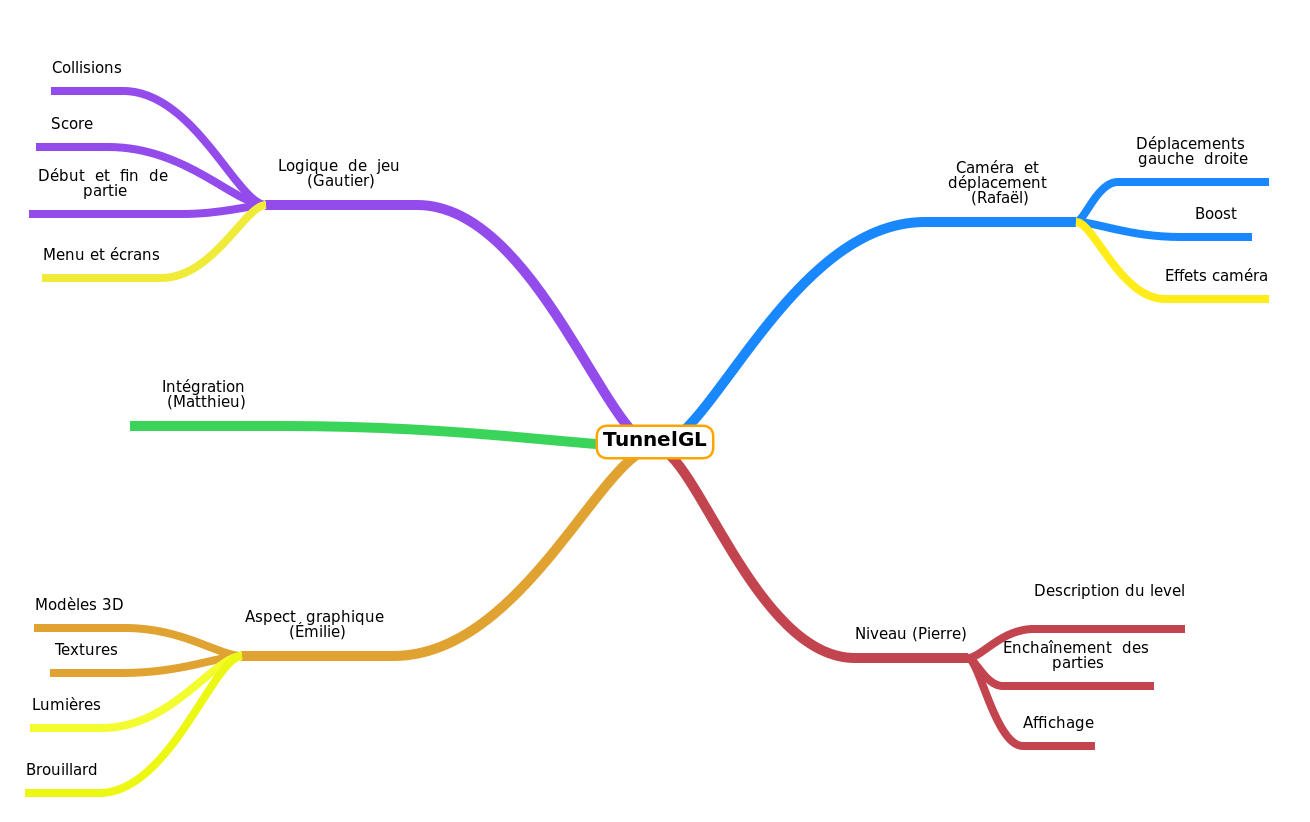 Collisions
Score
Début et fin de
partie
Menu et écrans
Logique de jeu
(Gautier)
Intégration
(Matthieu)
Modèles 3D
Textures
Lumières
Brouillard
Aspect graphique
(Émilie)
TunnelGL
Caméra et
déplacement
(Rafaël)
Déplacements
gauche droite
Boost
Effets caméra
Niveau (Pierre)
Description du level
Enchaînement des
parties
Affichage